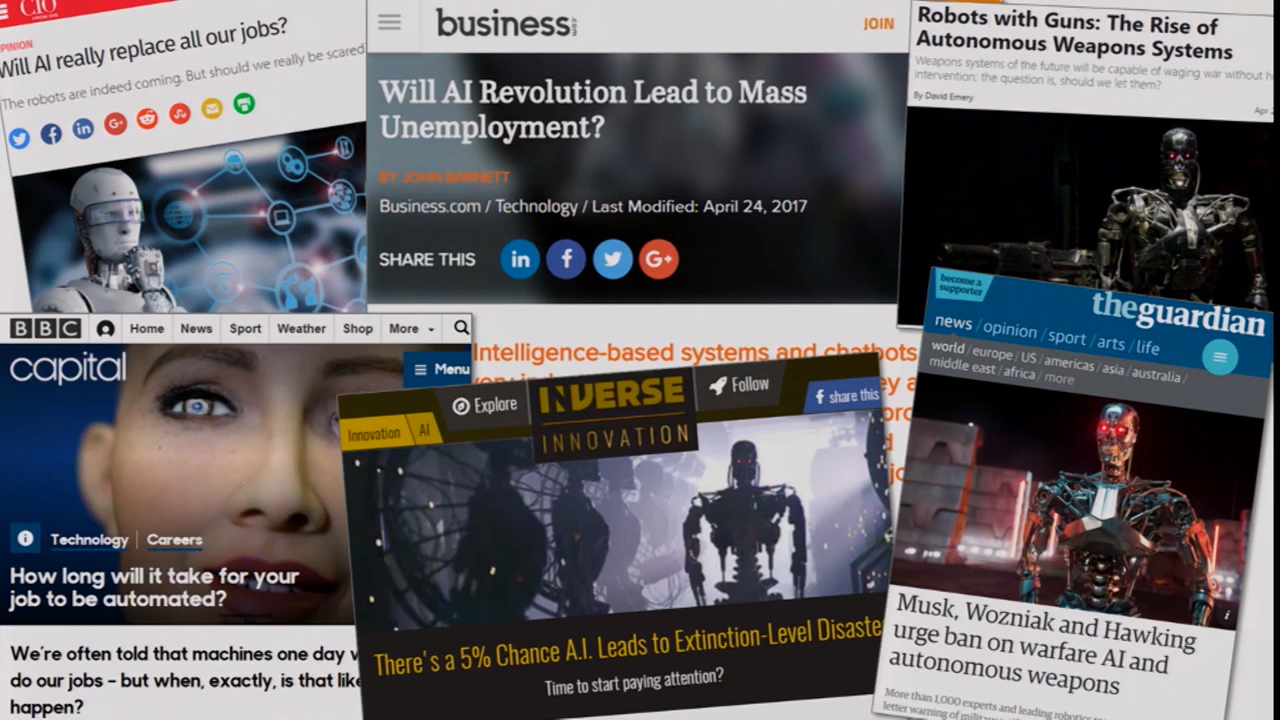 CIO
OPINION
Will AI really replace all our jobs?
The robots are indeed coming. But should we really be scared
business.com
JOIN
Will AI Revolution Lead to Mass
Unemployment?
BY JOHN BARNETT
Business.com / Technology / Last Modified: April 24, 2017
SHARE THIS
in f G+
Intelligence-based systems and chatbots
Robots with Guns: The Rise of
Autonomous Weapons Systems
Weapons systems of the future will be capable of waging war without
intervention; the question is, should we let them?
By David Emery
Apr
BBC Home News Sport Weather Shop More
capital
Menu
Technology Careers
How long will it take for your
job to be automated?
We're often told that machines one day
do our jobs – but when, exactly, is that
happen?
Innovation AI
Explore
INVERSE
INNOVATION
Follow
f share this
There's a 5% Chance A.I. Leads to Extinction-Level Disaste
Time to start paying attention?
become a
supporter
theguardian
news / opinion / sport / arts / life
world / europe / US / americas / asia / australia /
middle east / africa / more
Musk, Wozniak and Hawking
urge ban on warfare AI and
autonomous weapons
More than 1,000 experts and leading robotics
letter warning of